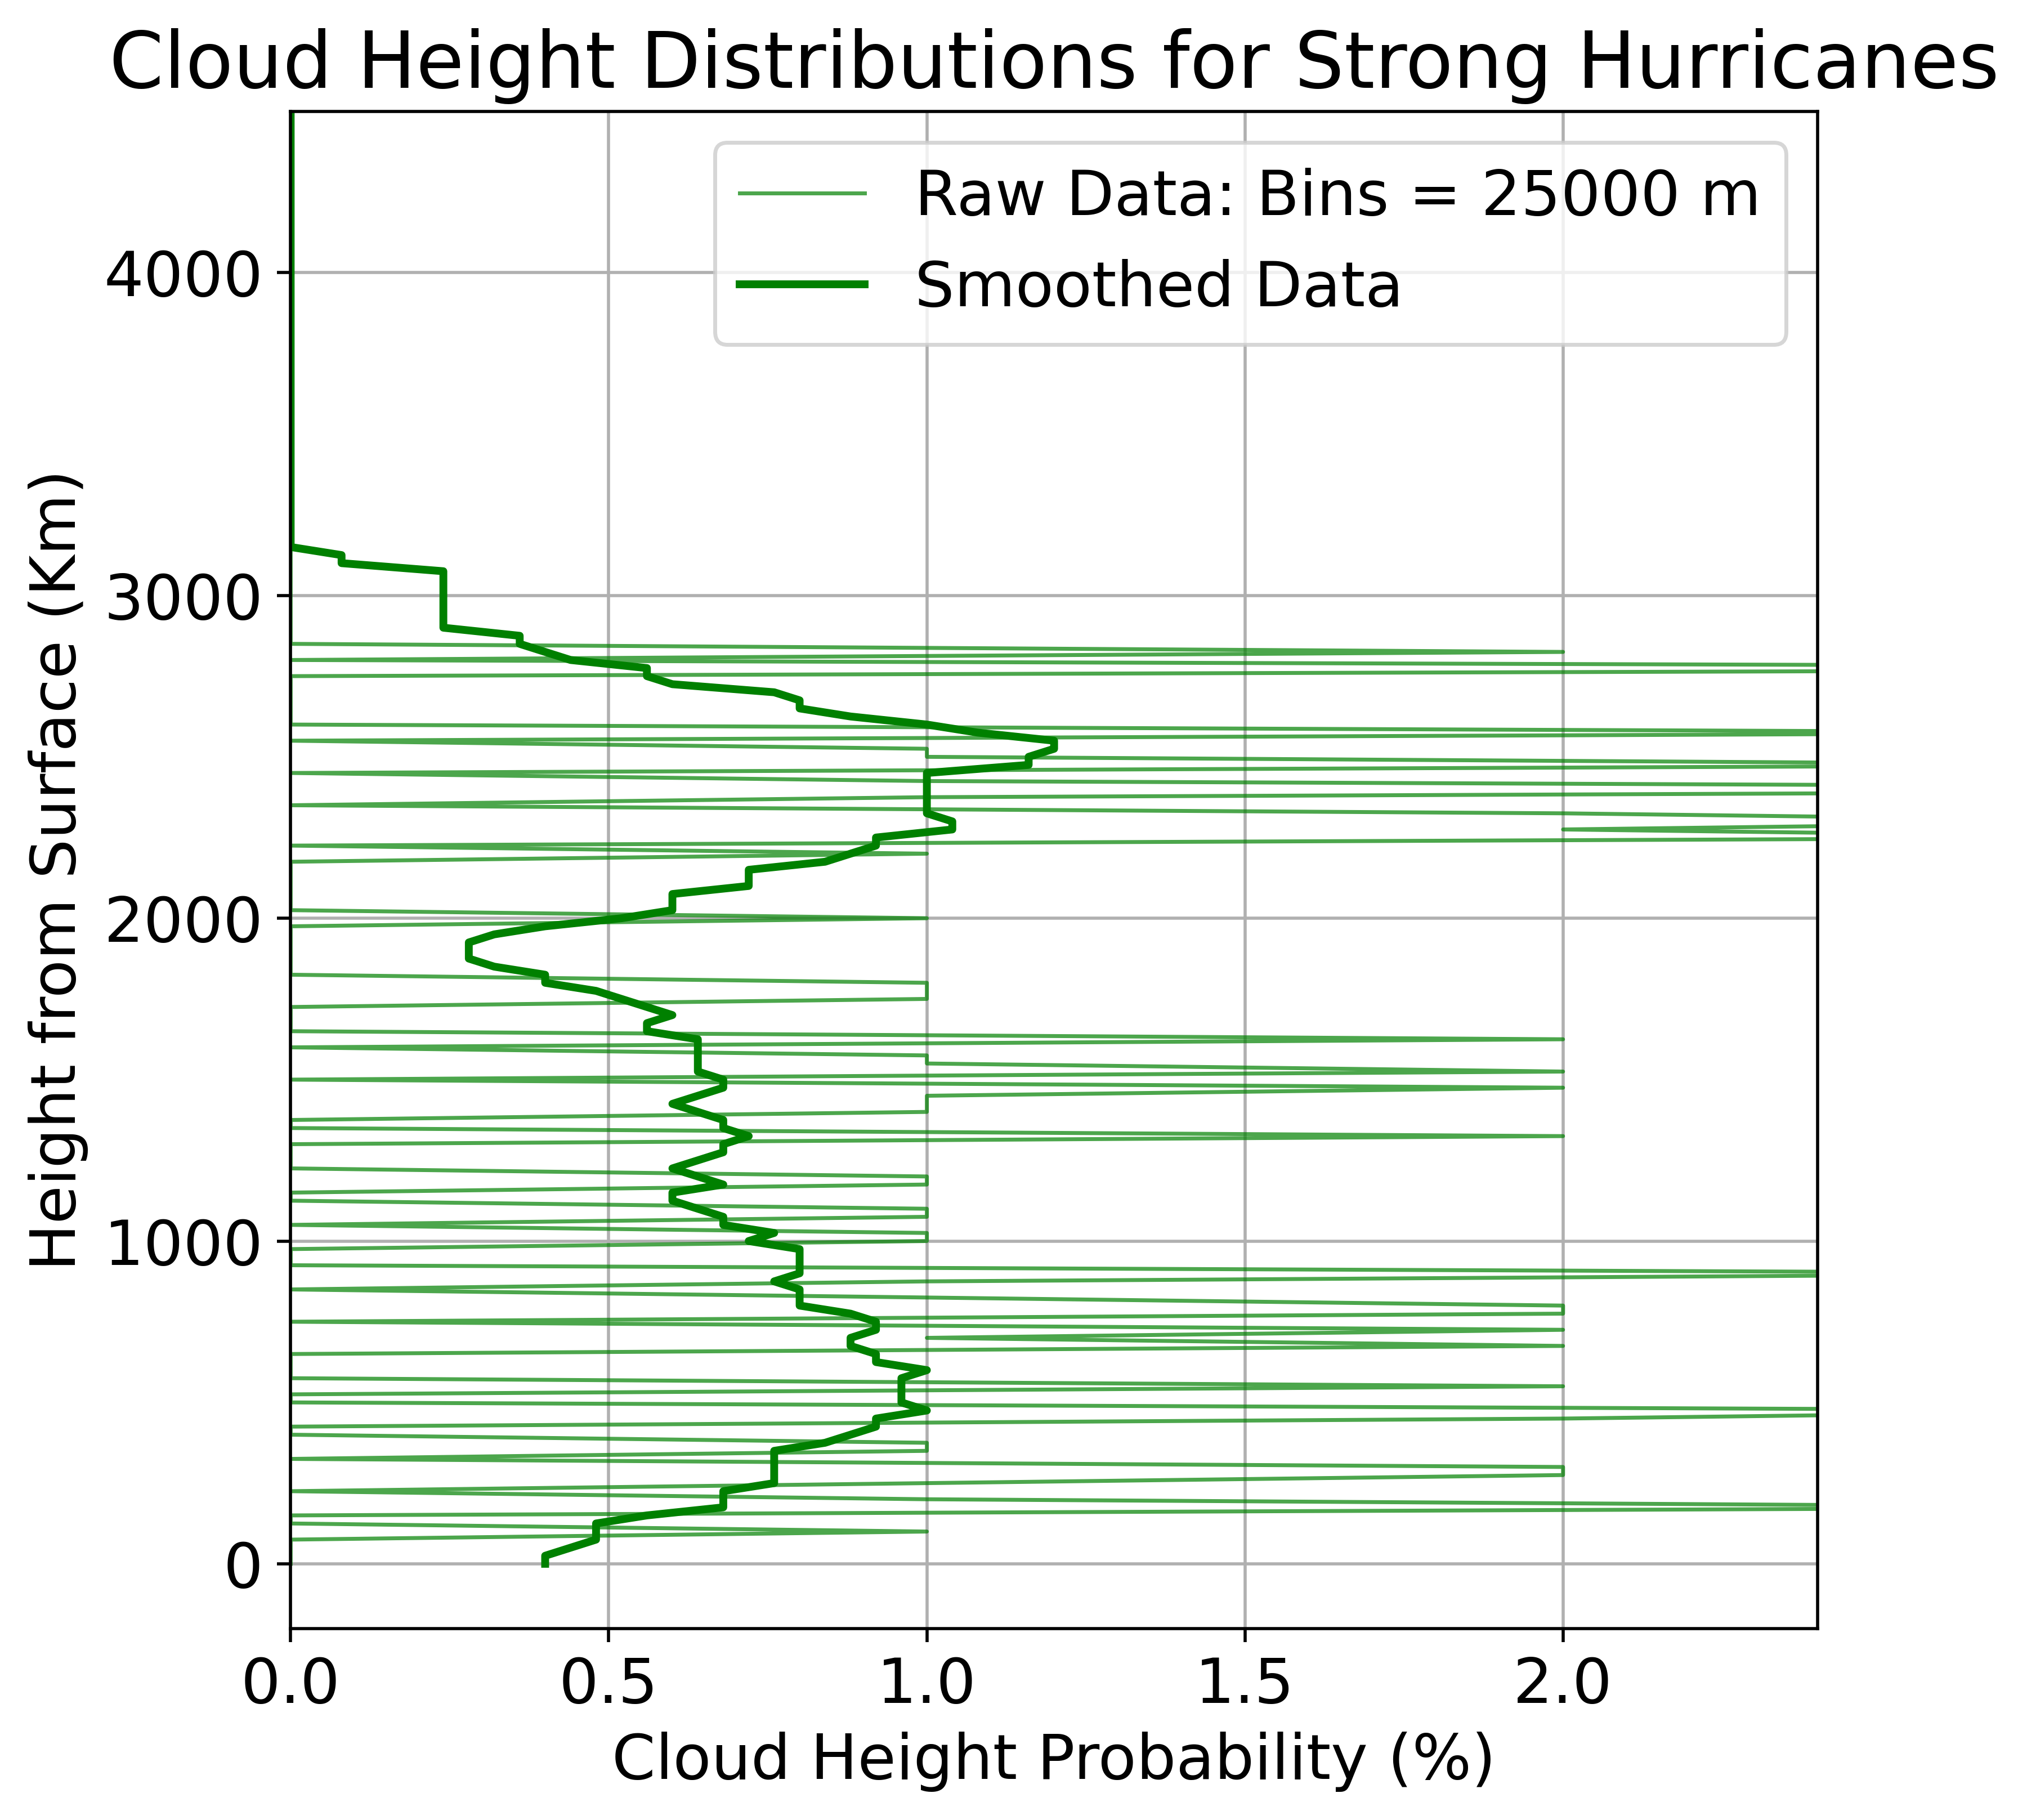 Cloud Height Distributions for Strong Hurricanes
Raw Data: Bins = 25000 m
Smoothed Data
Height from Surface (Km)
4000
3000
2000
1000
0
0.0 0.5 1.0 1.5 2.0
Cloud Height Probability (%)